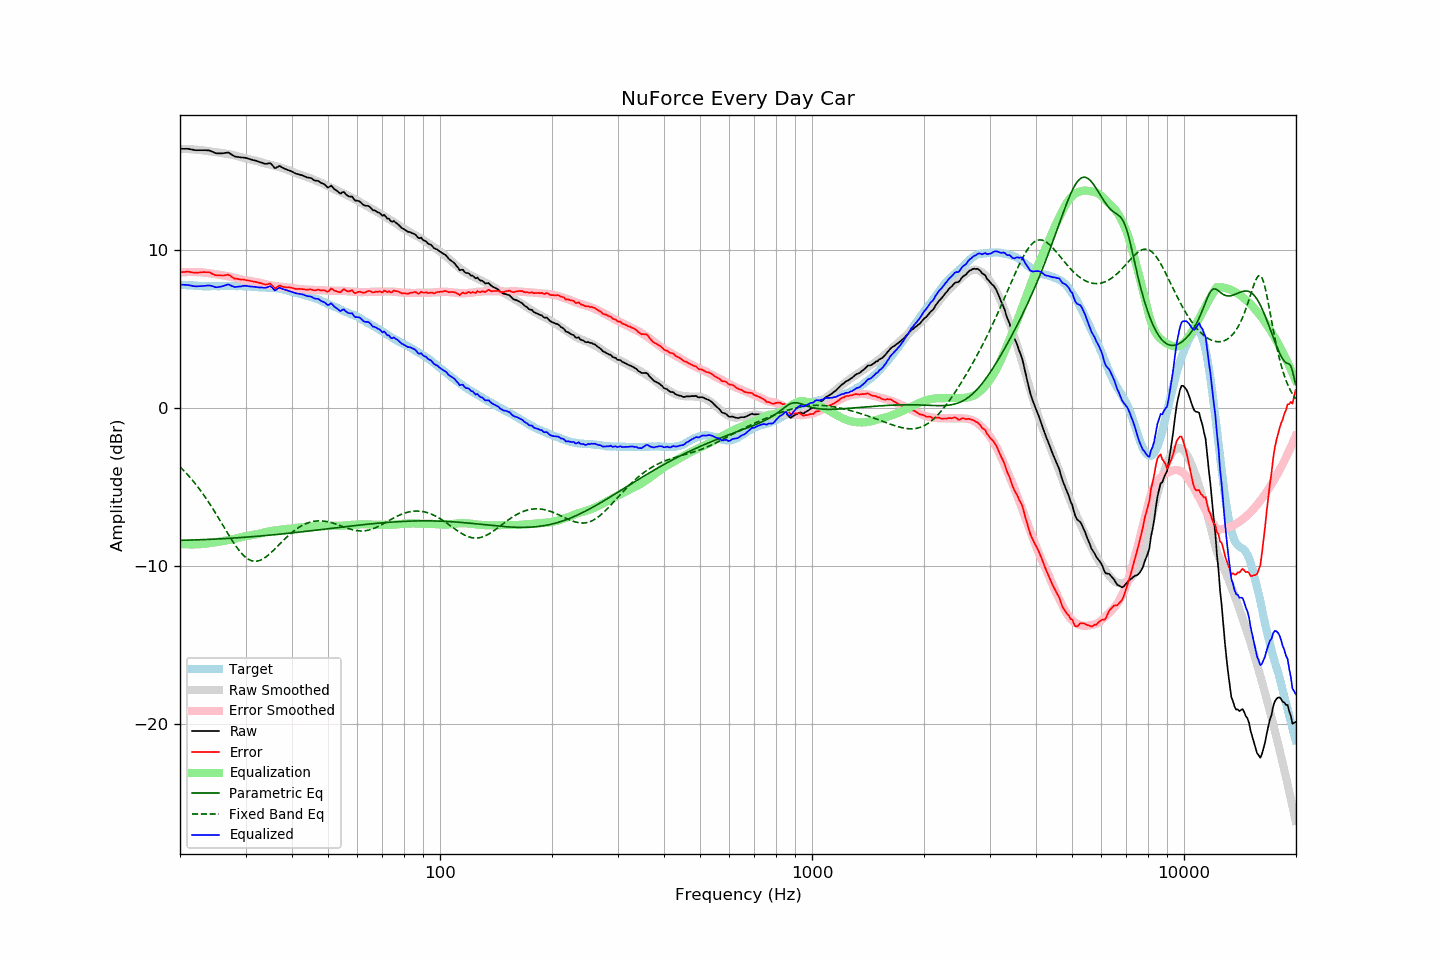 NuForce Every Day Car
Amplitude (dBr)
10
0
−10
−20
Target
Raw Smoothed
Error Smoothed
Raw
Error
Equalization
Parametric Eq
Fixed Band Eq
Equalized
100
1000
10000
Frequency (Hz)